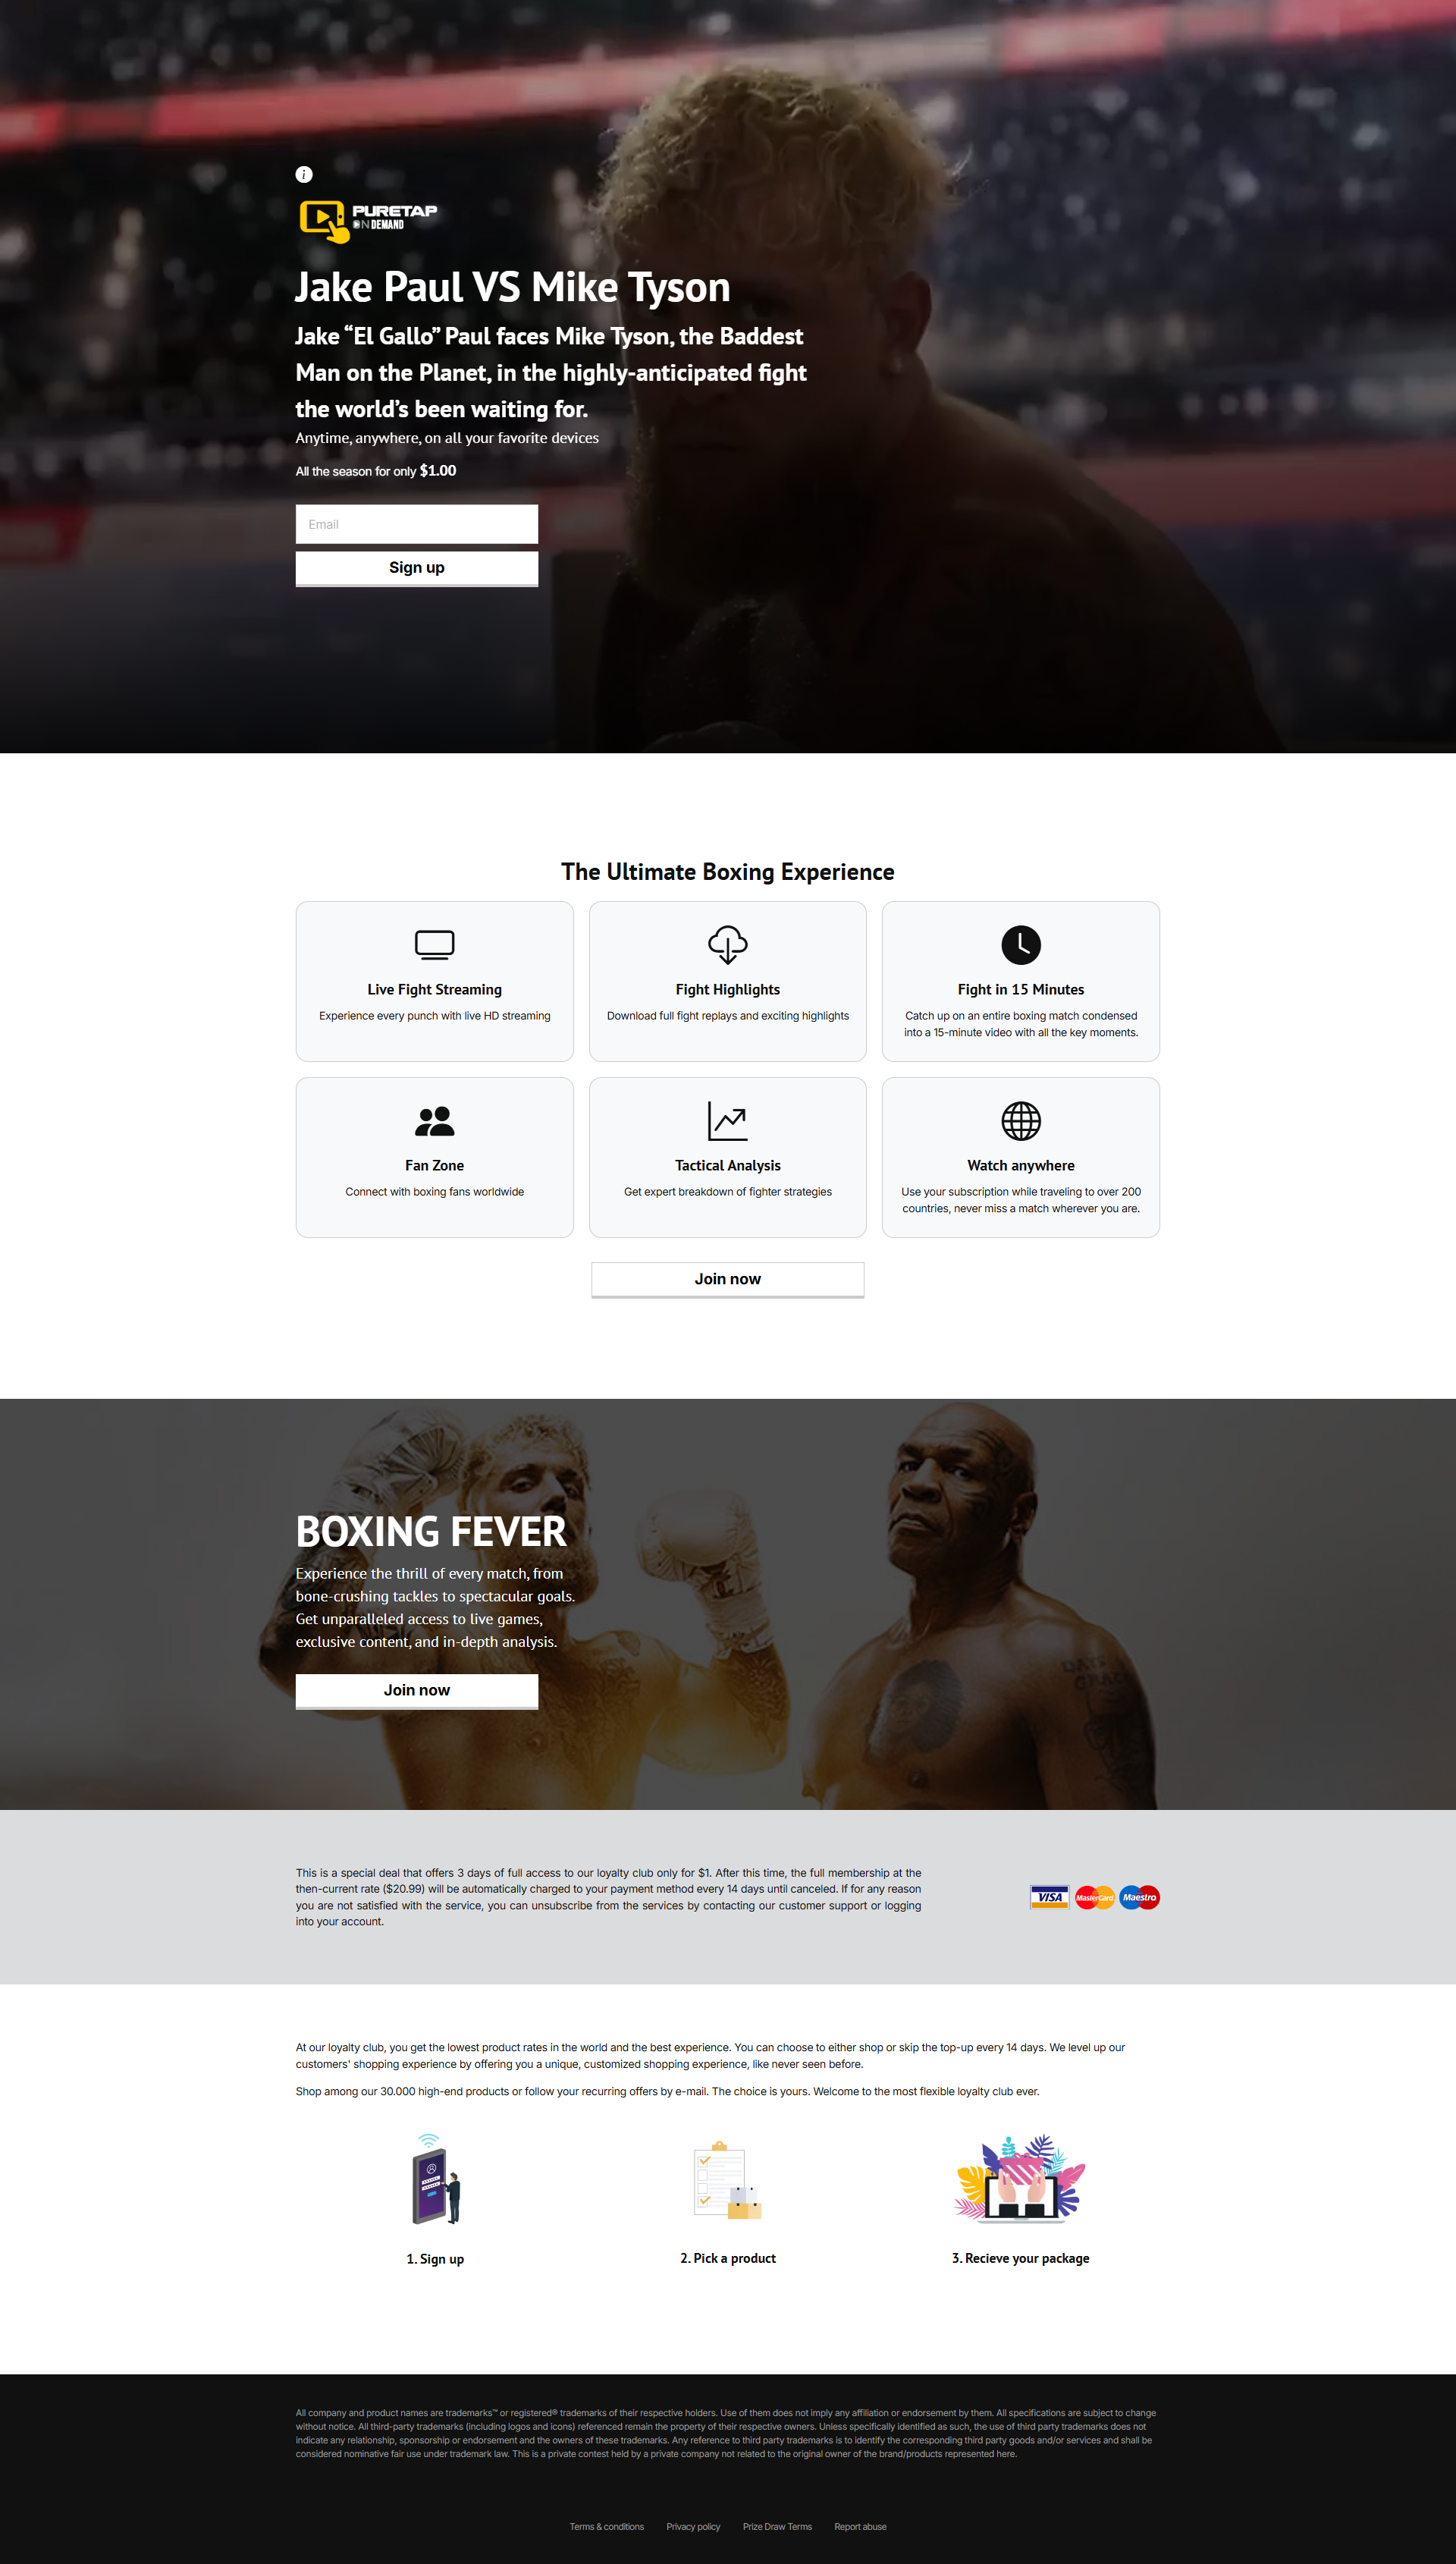 i
PURETAP
ON DEMAND
Jake Paul VS Mike Tyson
Jake “El Gallo” Paul faces Mike Tyson, the Baddest
Man on the Planet, in the highly-anticipated fight
the world’s been waiting for.
Anytime, anywhere, on all your favorite devices
All the season for only $1.00
Email
Sign up
The Ultimate Boxing Experience
Live Fight Streaming
Experience every punch with live HD streaming
Fight Highlights
Download full fight replays and exciting highlights
Fight in 15 Minutes
Catch up on an entire boxing match condensed
into a 15-minute video with all the key moments.
Fan Zone
Connect with boxing fans worldwide
Tactical Analysis
Get expert breakdown of fighter strategies
Watch anywhere
Use your subscription while traveling to over 200
countries, never miss a match wherever you are.
Join now
BOXING FEVER
Experience the thrill of every match, from
bone-crushing tackles to spectacular goals.
Get unparalleled access to live games,
exclusive content, and in-depth analysis.
Join now
This is a special deal that offers 3 days of full access to our loyalty club only for $1. After this time, the full membership at the
then-current rate ($20.99) will be automatically charged to your payment method every 14 days until canceled. If for any reason
you are not satisfied with the service, you can unsubscribe from the services by contacting our customer support or logging
into your account.
VISA MasterCard Maestro
At our loyalty club, you get the lowest product rates in the world and the best experience. You can choose to either shop or skip the top-up every 14 days. We level up our
customers' shopping experience by offering you a unique, customized shopping experience, like never seen before.
Shop among our 30.000 high-end products or follow your recurring offers by e-mail. The choice is yours. Welcome to the most flexible loyalty club ever.
1. Sign up
2. Pick a product
3. Recieve your package
All company and product names are trademarks™ or registered® trademarks of their respective holders. Use of them does not imply any affiliation or endorsement by them. All specifications are subject to change
without notice. All third-party trademarks (including logos and icons) referenced remain the property of their respective owners. Unless specifically identified as such, the use of third party trademarks does not
indicate any relationship, sponsorship or endorsement and the owners of these trademarks. Any reference to third party trademarks is to identify the corresponding third party goods and/or services and shall be
considered nominative fair use under trademark law. This is a private contest held by a private company not related to the original owner of the brand/products represented here.
Terms & conditions Privacy policy Prize Draw Terms Report abuse